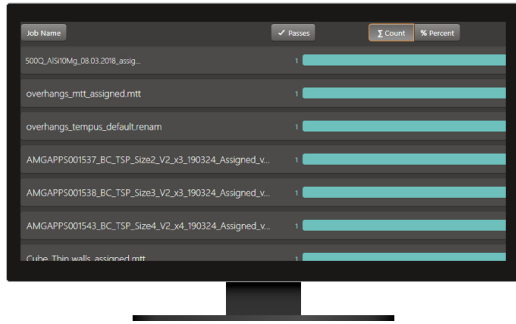 Job Name ✓ Passes ∑ Count % Percent
500Q_AlSi10Mg_08.03.2018_assig... 1
overhangs_mtt_assigned.mtt 1
overhangs_tempus_default.renam 1
AMGAPPS001537_BC_TSP_Size2_V2_x3_190324_Assigned_v... 1
AMGAPPS001538_BC_TSP_Size3_V2_x3_190324_Assigned_v... 1
AMGAPPS001543_BC_TSP_Size4_V2_x4_190324_Assigned_v... 1
Cube_Thin walls_assigned.mtt 1